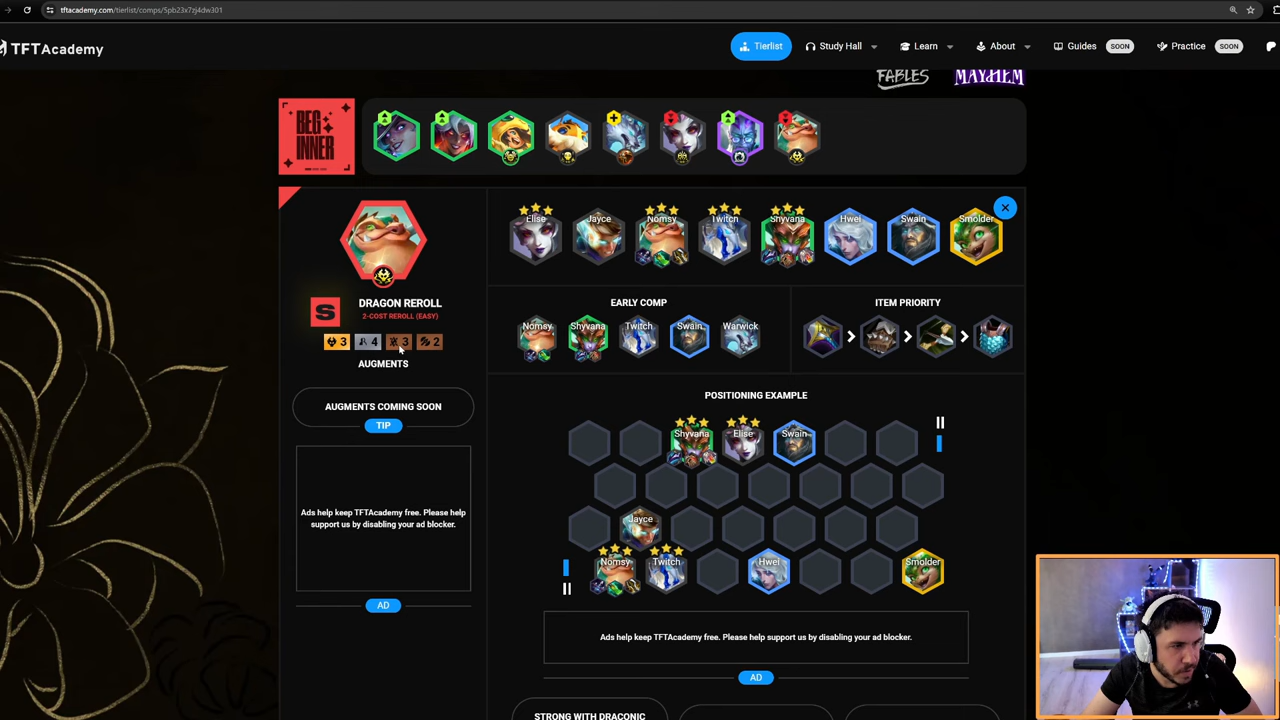 tftacademy.com/tierlist/comps/5pb23x7zj4dw301
TFTAcademy
Tierlist
Study Hall
Learn
About
Guides
SOON
Practice
SOON
FABLES
MAYHEM
BEG
INNER
DRAGON REROLL
2-COST REROLL (EASY)
S
3
4
3
2
AUGMENTS
AUGMENTS COMING SOON
TIP
Ads help keep TFTAcademy free. Please help
support us by disabling your ad blocker.
AD
Elise
Jayce
Nomsy
Twitch
Shyvana
Hwei
Swain
Smolder
EARLY COMP
Nomsy
Shyvana
Twitch
Swain
Warwick
ITEM PRIORITY
POSITIONING EXAMPLE
Shyvana
Elise
Swain
Jayce
Nomsy
Twitch
Hwei
Smolder
Ads help keep TFTAcademy free. Please help support us by disabling your ad blocker.
AD
STRONG WITH DRACONIC